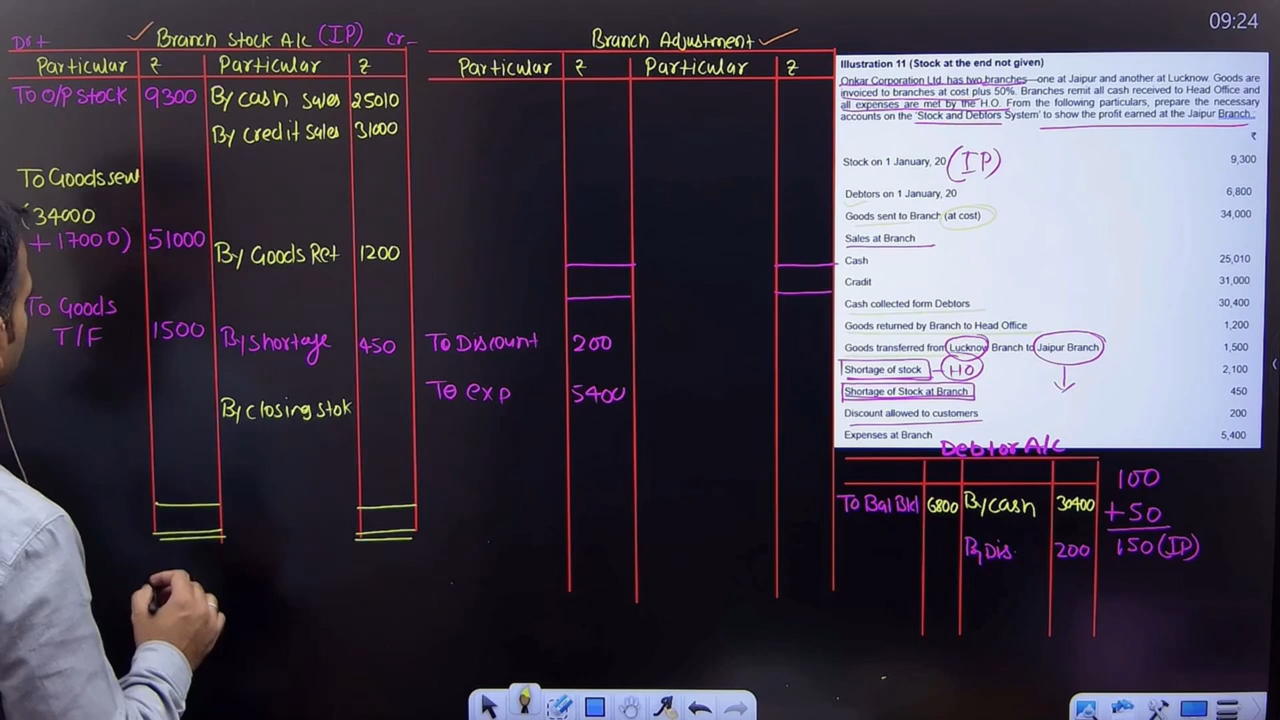 09:24
Dr+ ✓ Branch Stock A/c (IP) Cr-
Particular ₹ Particular ₹
To O/P Stock 9300 By cash sales 25010
By credit sales 31000
To Goods sen
(34000
+ 17000) 51000
By Goods Ret 1200
To Goods
T/F 1500 By shortage 450
By closing stok
Branch Adjustment ✓
Particular ₹ Particular ₹
To Discount 200
To exp 5400
Illustration 11 (Stock at the end not given)
Onkar Corporation Ltd. has two branches—one at Jaipur and another at Lucknow. Goods are
invoiced to branches at cost plus 50%. Branches remit all cash received to Head Office and
all expenses are met by the H.O. From the following particulars, prepare the necessary
accounts on the 'Stock and Debtors System' to show the profit earned at the Jaipur Branch.
₹
Stock on 1 January, 20 (IP) 9,300
Debtors on 1 January, 20 6,800
Goods sent to Branch (at cost) 34,000
Sales at Branch
Cash 25,010
Cradit 31,000
Cash collected form Debtors 30,400
Goods returned by Branch to Head Office 1,200
Goods transferred from Lucknow Branch to Jaipur Branch 1,500
Shortage of stock - HO 2,100
Shortage of Stock at Branch 450
Discount allowed to customers 200
Expenses at Branch 5,400
Debtor A/c
To Bal B/d 6800 By cash 30400
By Dis. 200
100
+ 50
150 (IP)